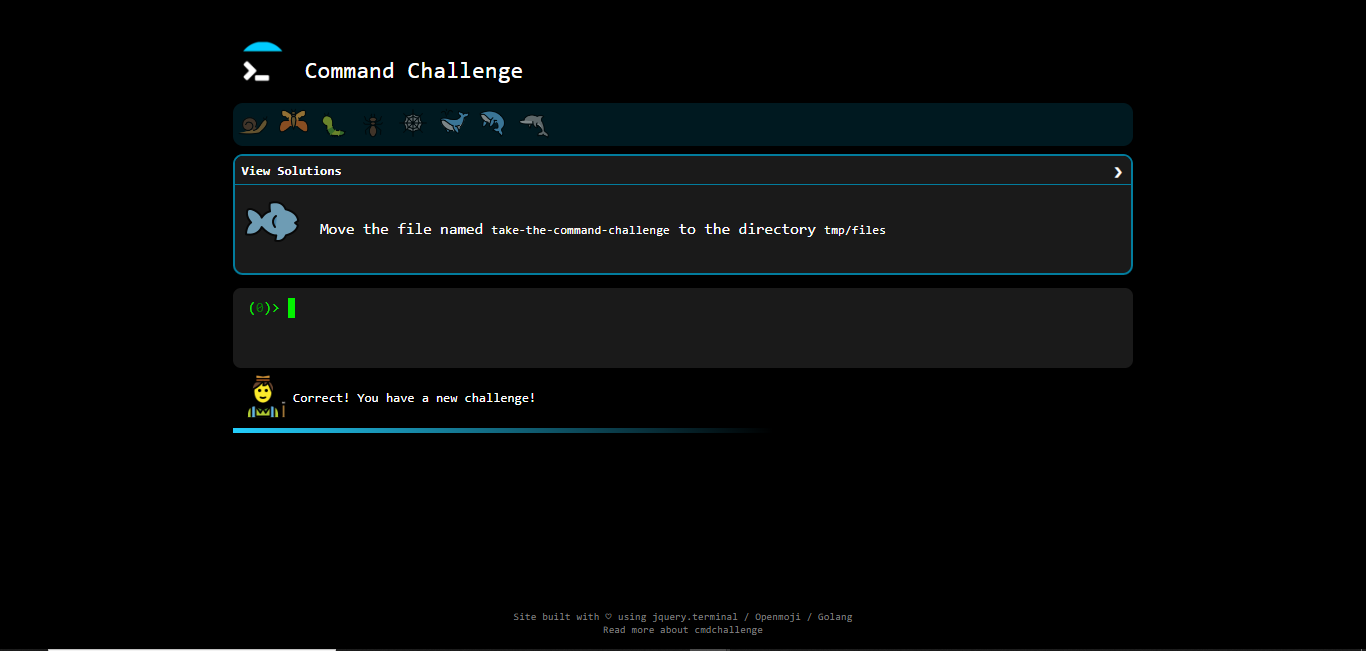 Command Challenge
View Solutions
Move the file named take-the-command-challenge to the directory tmp/files
(0)>
Correct! You have a new challenge!
Site built with ♡ using jquery.terminal / Openmoji / Golang
Read more about cmdchallenge